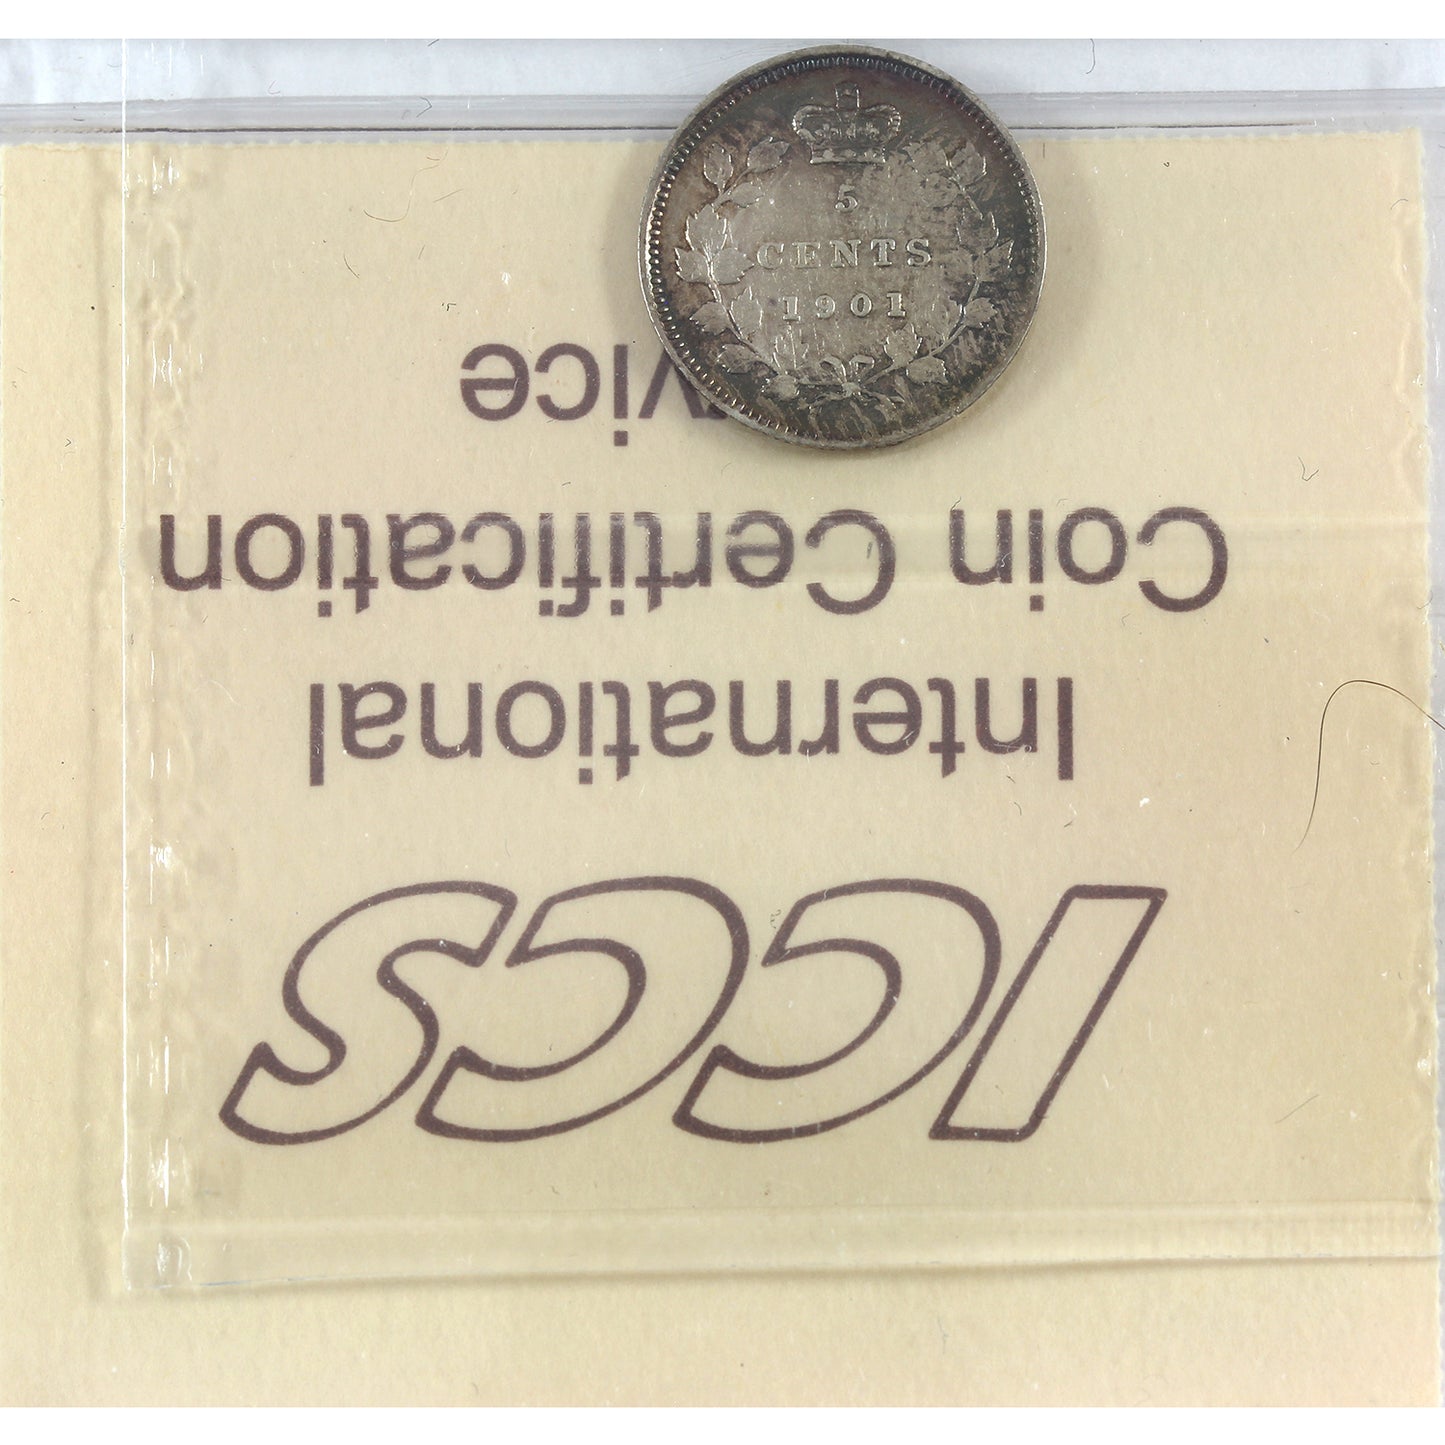 5
CENTS
1901
ICCS
International
Coin Certification
vice